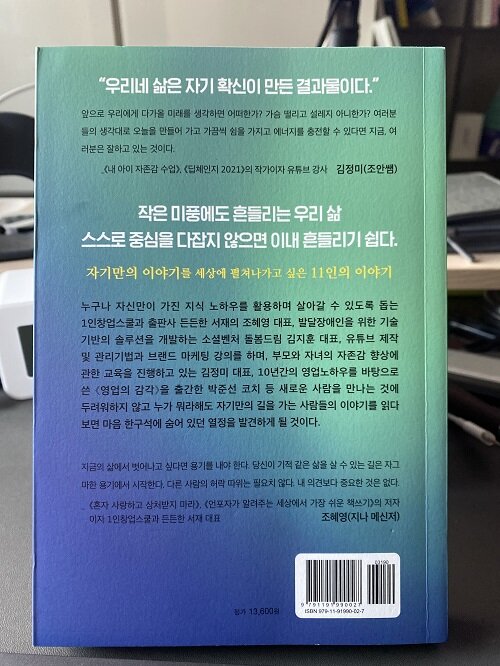 “우리네 삶은 자기 확신이 만든 결과물이다.”
앞으로 우리에게 다가올 미래를 생각하면 어떠한가? 가슴 떨리고 설레지 아니한가? 여러분
들의 생각대로 오늘을 만들어 가고 가끔씩 쉼을 가지고 에너지를 충전할 수 있다면 지금, 여
러분은 잘하고 있는 것이다.
_《내 아이 자존감 수업》, 《딥체인지 2021》의 작가이자 유튜브 강사 김정미(조안쌤)
작은 미풍에도 흔들리는 우리 삶
스스로 중심을 다잡지 않으면 이내 흔들리기 쉽다.
자기만의 이야기를 세상에 펼쳐나가고 싶은 11인의 이야기
누구나 자신만이 가진 지식 노하우를 활용하며 살아갈 수 있도록 돕는
1인창업스쿨과 출판사 든든한 서재의 조혜영 대표, 발달장애인을 위한 기술
기반의 솔루션을 개발하는 소셜벤처 돌봄드림 김지훈 대표, 유튜브 제작
및 관리기법과 브랜드 마케팅 강의를 하며, 부모와 자녀의 자존감 향상에
관한 교육을 진행하고 있는 김정미 대표, 10년간의 영업노하우를 바탕으로
쓴 《영업의 감각》을 출간한 박준선 코치 등 새로운 사람을 만나는 것에
두려워하지 않고 누가 뭐라해도 자기만의 길을 가는 사람들의 이야기를 읽다
보면 마음 한구석에 숨어 있던 열정을 발견하게 될 것이다.
지금의 삶에서 벗어나고 싶다면 용기를 내야 한다. 당신이 기적 같은 삶을 살 수 있는 길은 자그
마한 용기에서 시작한다. 다른 사람의 허락 따위는 필요치 않다. 내 의견보다 중요한 것은 없다.
_《혼자 사랑하고 상처받지 마라》, 《언포자가 알려주는 세상에서 가장 쉬운 책쓰기》의 저자
이자 1인창업스쿨과 든든한 서재 대표 조혜영(지나 메신저)
03190
9 791191 990027
ISBN 979-11-91990-02-7
정가 13,600원